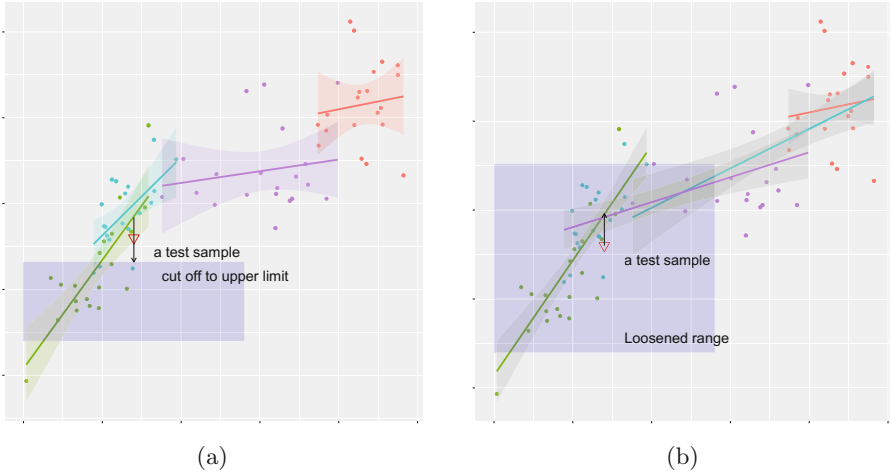 a test sample
cut off to upper limit
a test sample
Loosened range
(a)
(b)